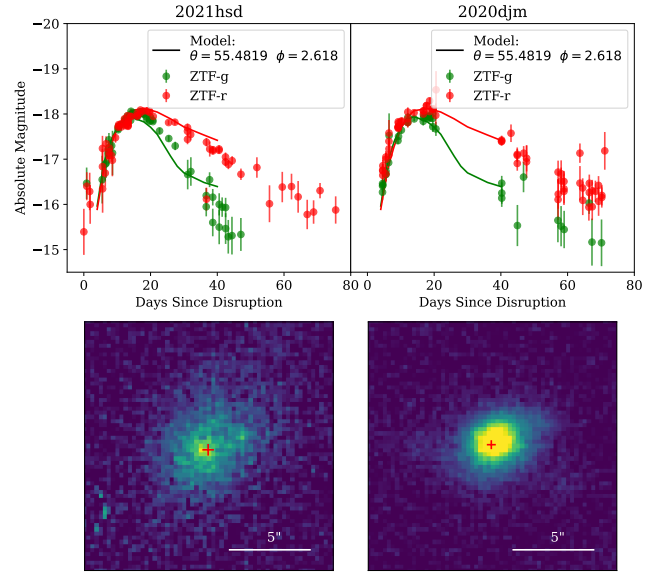 2021hsd
2020djm
−20
−19
−18
−17
−16
−15
Absolute Magnitude
Model:
θ = 55.4819 ϕ = 2.618
ZTF-g
ZTF-r
Model:
θ = 55.4819 ϕ = 2.618
ZTF-g
ZTF-r
0 20 40 60 80
0 20 40 60 80
Days Since Disruption
Days Since Disruption
5"
5"